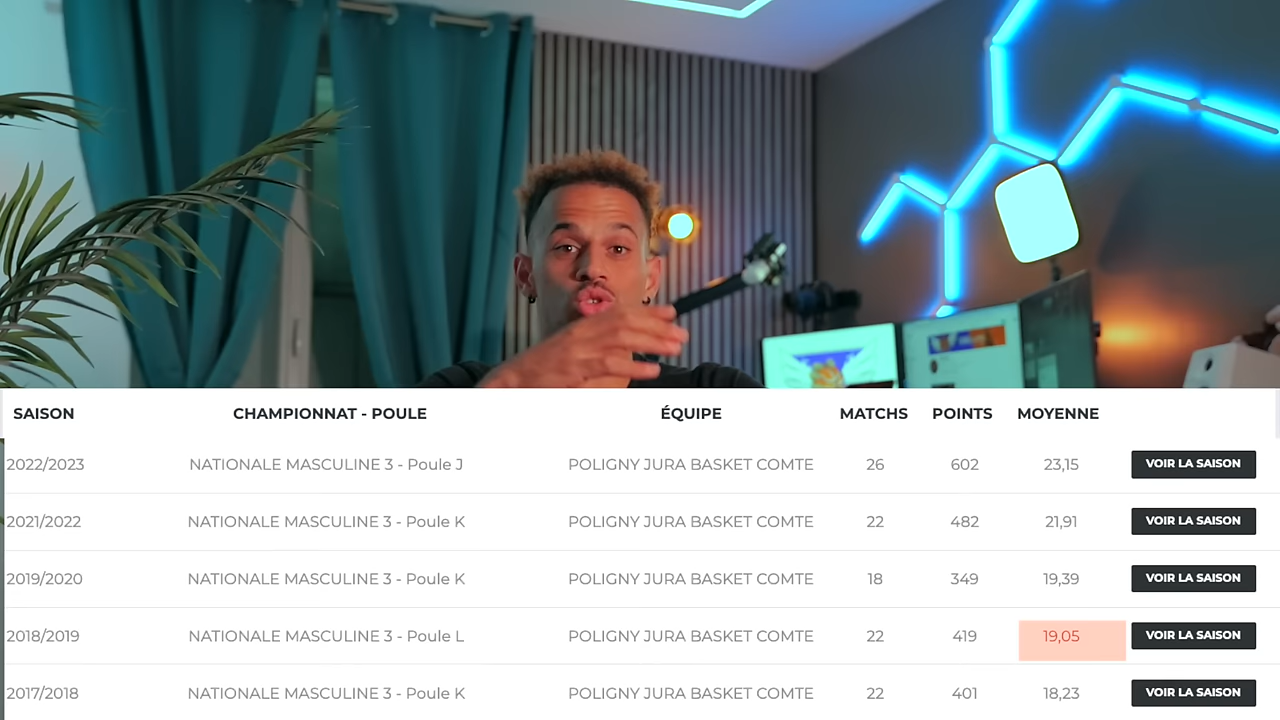 SAISON CHAMPIONNAT - POULE ÉQUIPE MATCHS POINTS MOYENNE
2022/2023 NATIONALE MASCULINE 3 - Poule J POLIGNY JURA BASKET COMTE 26 602 23,15 VOIR LA SAISON
2021/2022 NATIONALE MASCULINE 3 - Poule K POLIGNY JURA BASKET COMTE 22 482 21,91 VOIR LA SAISON
2019/2020 NATIONALE MASCULINE 3 - Poule K POLIGNY JURA BASKET COMTE 18 349 19,39 VOIR LA SAISON
2018/2019 NATIONALE MASCULINE 3 - Poule L POLIGNY JURA BASKET COMTE 22 419 19,05 VOIR LA SAISON
2017/2018 NATIONALE MASCULINE 3 - Poule K POLIGNY JURA BASKET COMTE 22 401 18,23 VOIR LA SAISON